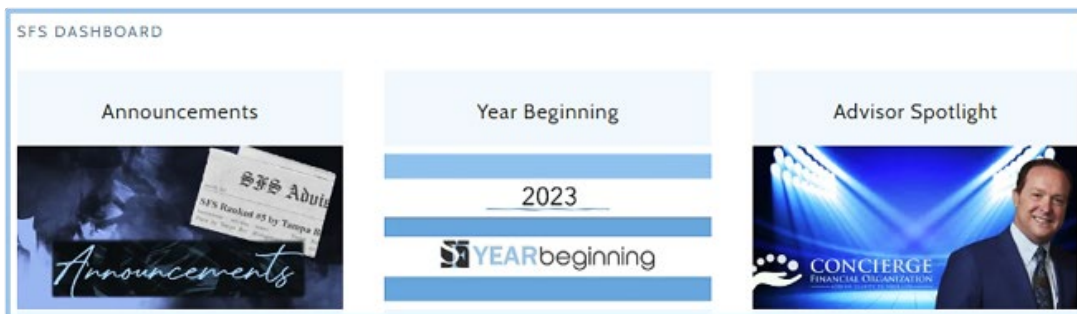 SFS DASHBOARD
Announcements
Year Beginning
Advisor Spotlight
SFS Advis
SFS Ranked #5 by Tampa B
Announcements
2023
SF YEARbeginning
CONCIERGE
FINANCIAL ORGANIZATION